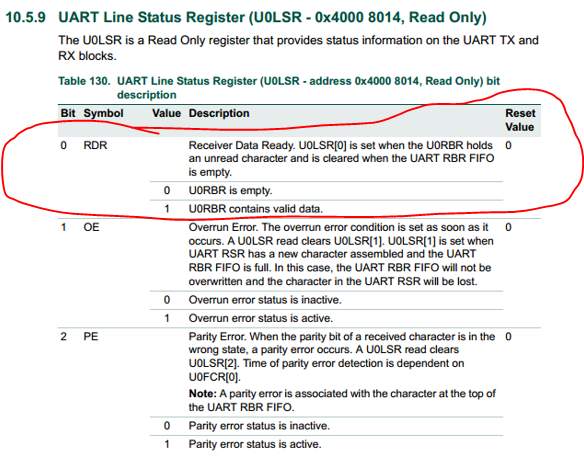 10.5.9 UART Line Status Register (U0LSR - 0x4000 8014, Read Only)
The U0LSR is a Read Only register that provides status information on the UART TX and
RX blocks.
Table 130. UART Line Status Register (U0LSR - address 0x4000 8014, Read Only) bit
description
Bit Symbol Value Description Reset
Value
0 RDR Receiver Data Ready. U0LSR[0] is set when the U0RBR holds 0
an unread character and is cleared when the UART RBR FIFO
is empty.
0 U0RBR is empty.
1 U0RBR contains valid data.
1 OE Overrun Error. The overrun error condition is set as soon as it 0
occurs. A U0LSR read clears U0LSR[1]. U0LSR[1] is set when
UART RSR has a new character assembled and the UART
RBR FIFO is full. In this case, the UART RBR FIFO will not be
overwritten and the character in the UART RSR will be lost.
0 Overrun error status is inactive.
1 Overrun error status is active.
2 PE Parity Error. When the parity bit of a received character is in the 0
wrong state, a parity error occurs. A U0LSR read clears
U0LSR[2]. Time of parity error detection is dependent on
U0FCR[0].
Note: A parity error is associated with the character at the top of
the UART RBR FIFO.
0 Parity error status is inactive.
1 Parity error status is active.